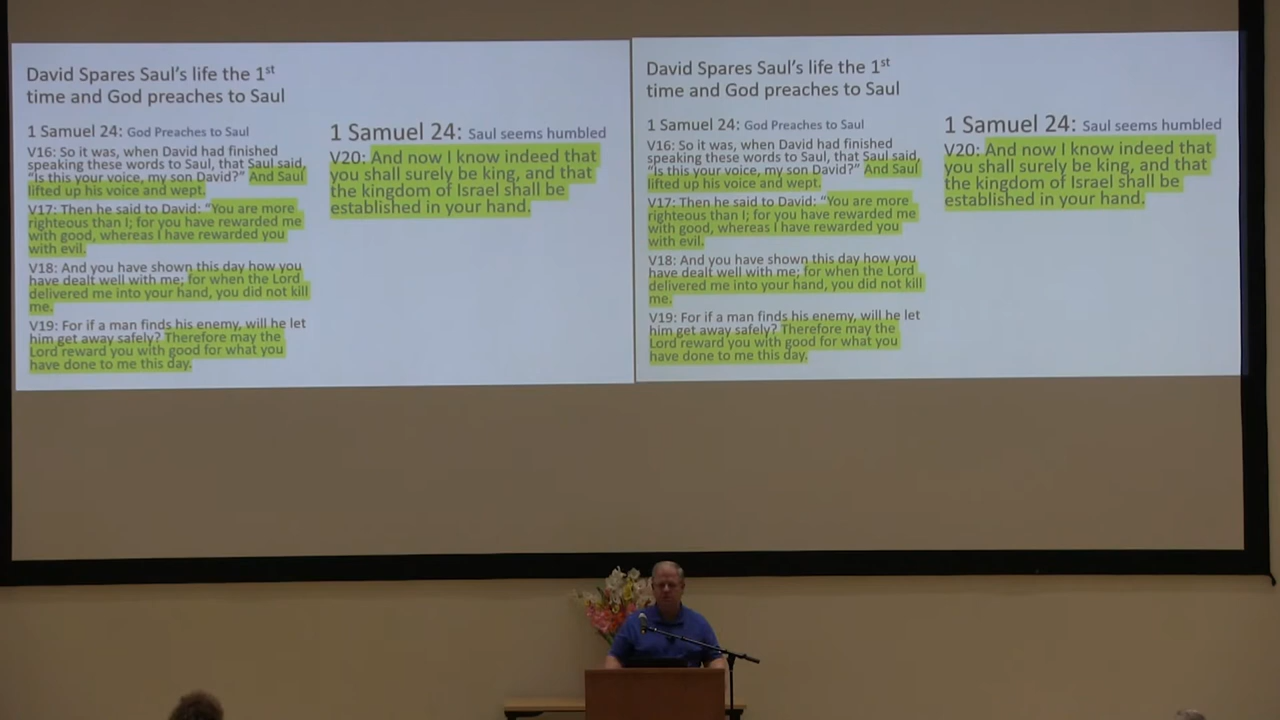 David Spares Saul's life the 1st
time and God preaches to Saul
1 Samuel 24: God Preaches to Saul
V16: So it was, when David had finished
speaking these words to Saul, that Saul said,
"Is this your voice, my son David?" And Saul
lifted up his voice and wept.
V17: Then he said to David: "You are more
righteous than I; for you have rewarded me
with good, whereas I have rewarded you
with evil.
V18: And you have shown this day how you
have dealt well with me; for when the Lord
delivered me into your hand, you did not kill
me.
V19: For if a man finds his enemy, will he let
him get away safely? Therefore may the
Lord reward you with good for what you
have done to me this day.
1 Samuel 24: Saul seems humbled
V20: And now I know indeed that
you shall surely be king, and that
the kingdom of Israel shall be
established in your hand.
David Spares Saul's life the 1st
time and God preaches to Saul
1 Samuel 24: God Preaches to Saul
V16: So it was, when David had finished
speaking these words to Saul, that Saul said,
"Is this your voice, my son David?" And Saul
lifted up his voice and wept.
V17: Then he said to David: "You are more
righteous than I; for you have rewarded me
with good, whereas I have rewarded you
with evil.
V18: And you have shown this day how you
have dealt well with me; for when the Lord
delivered me into your hand, you did not kill
me.
V19: For if a man finds his enemy, will he let
him get away safely? Therefore may the
Lord reward you with good for what you
have done to me this day.
1 Samuel 24: Saul seems humbled
V20: And now I know indeed that
you shall surely be king, and that
the kingdom of Israel shall be
established in your hand.